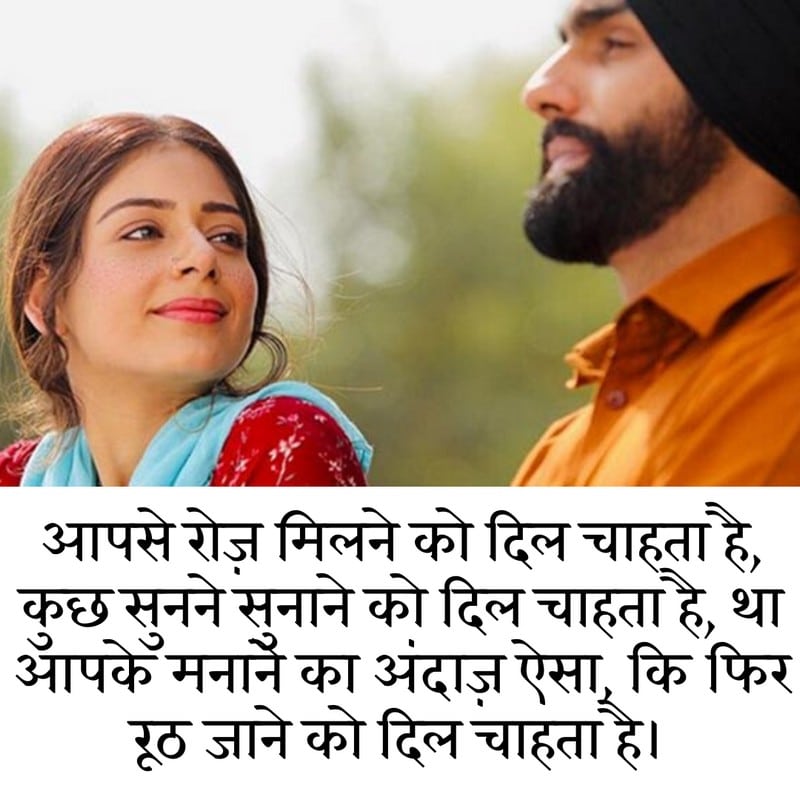 आपसे रोज़ मिलने को दिल चाहता है,
कुछ सुनने सुनाने को दिल चाहता है, था
आपके मनाने का अंदाज़ ऐसा, कि फिर
रूठ जाने को दिल चाहता है।